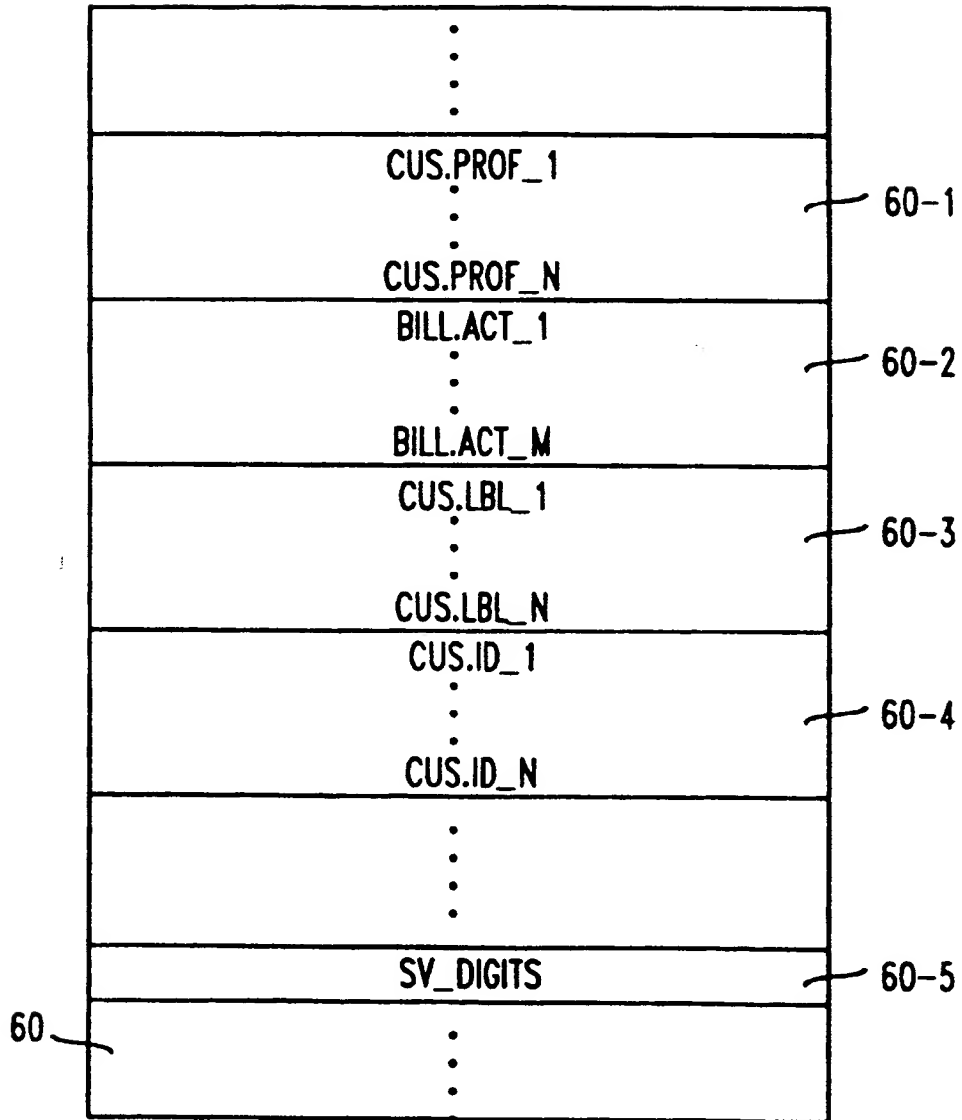 CUS.PROF_1
60-1
CUS.PROF_N
BILL.ACT_1
60-2
BILL.ACT_M
CUS.LBL_1
60-3
CUS.LBL_N
CUS.ID_1
60-4
CUS.ID_N
SV_DIGITS
60-5
60